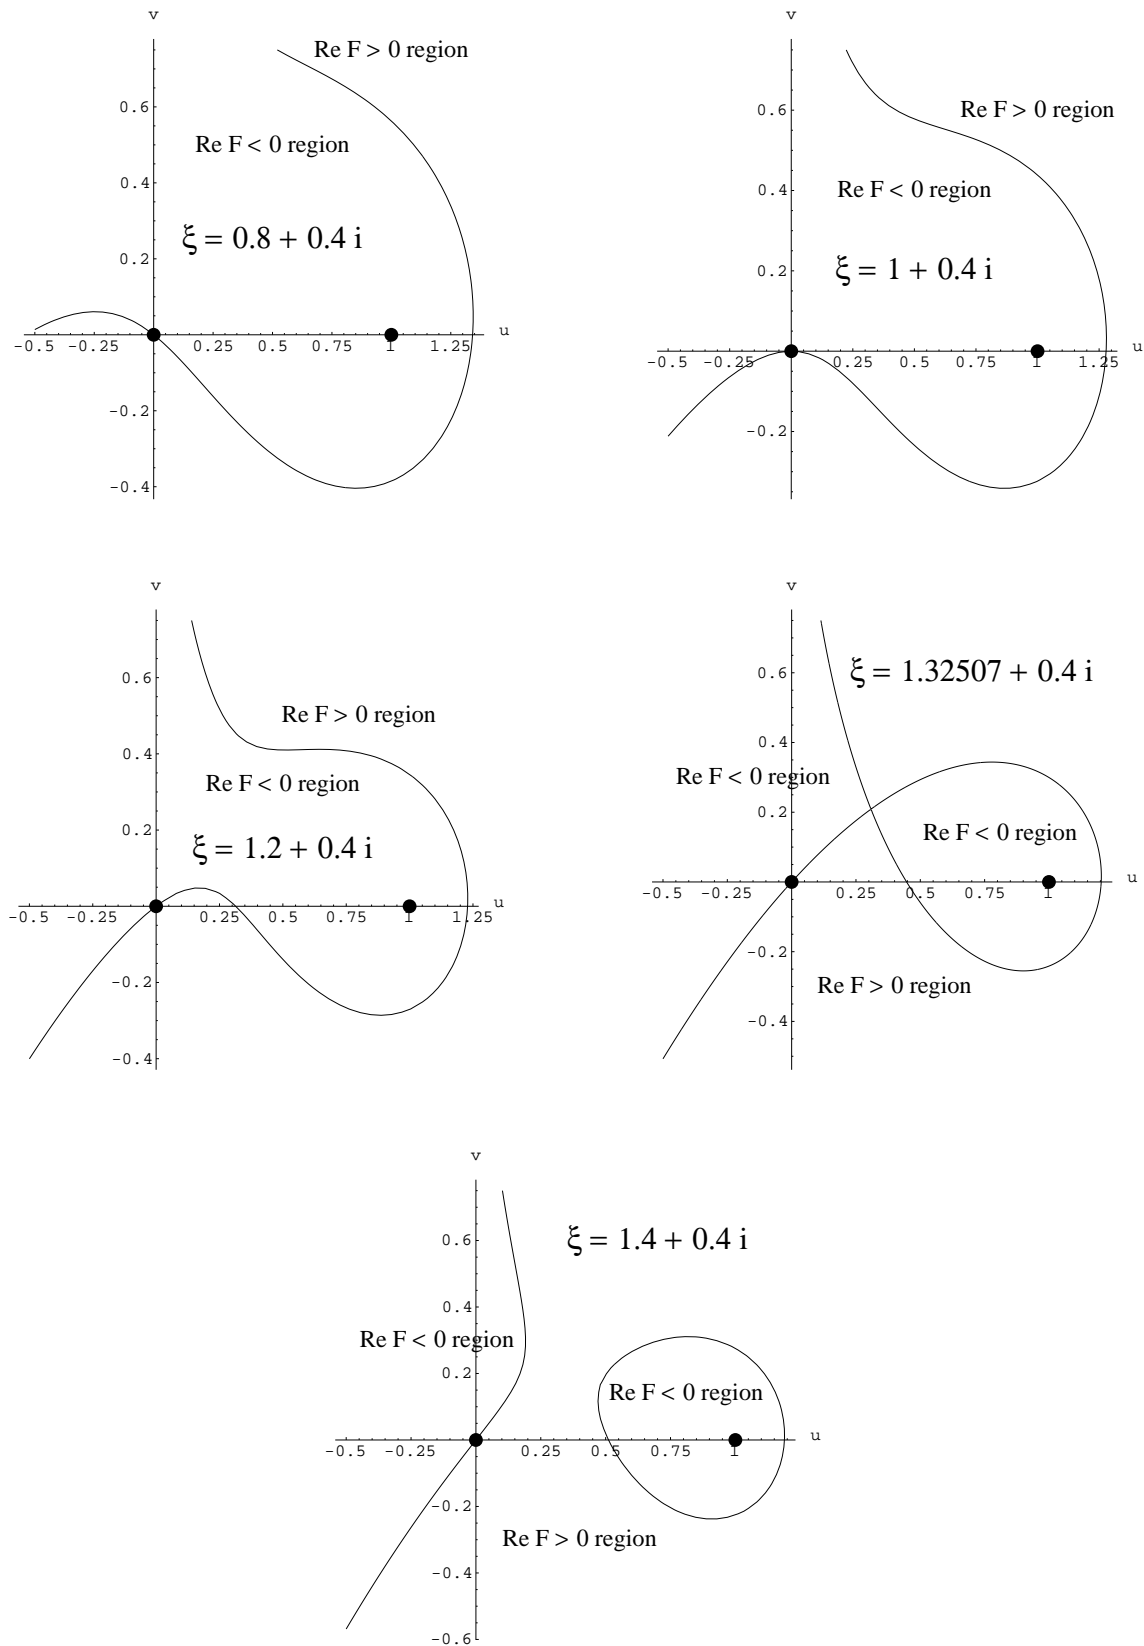 v
Re F > 0 region
0.6
Re F < 0 region
0.4
ξ = 0.8 + 0.4 i
0.2
u
-0.5 -0.25 0.25 0.5 0.75 1 1.25
-0.2
-0.4
v
0.6
Re F > 0 region
0.4
Re F < 0 region
0.2
ξ = 1 + 0.4 i
u
-0.5 -0.25 0.25 0.5 0.75 1 1.25
-0.2
v
0.6
Re F > 0 region
0.4
Re F < 0 region
0.2
ξ = 1.2 + 0.4 i
u
-0.5 -0.25 0.25 0.5 0.75 1 1.25
-0.2
-0.4
v
0.6
ξ = 1.32507 + 0.4 i
0.4
Re F < 0 region
0.2
Re F < 0 region
u
-0.5 -0.25 0.25 0.5 0.75 1
-0.2
Re F > 0 region
-0.4
v
0.6
ξ = 1.4 + 0.4 i
0.4
Re F < 0 region
0.2
Re F < 0 region
u
-0.5 -0.25 0.25 0.5 0.75 1
-0.2
Re F > 0 region
-0.4
-0.6